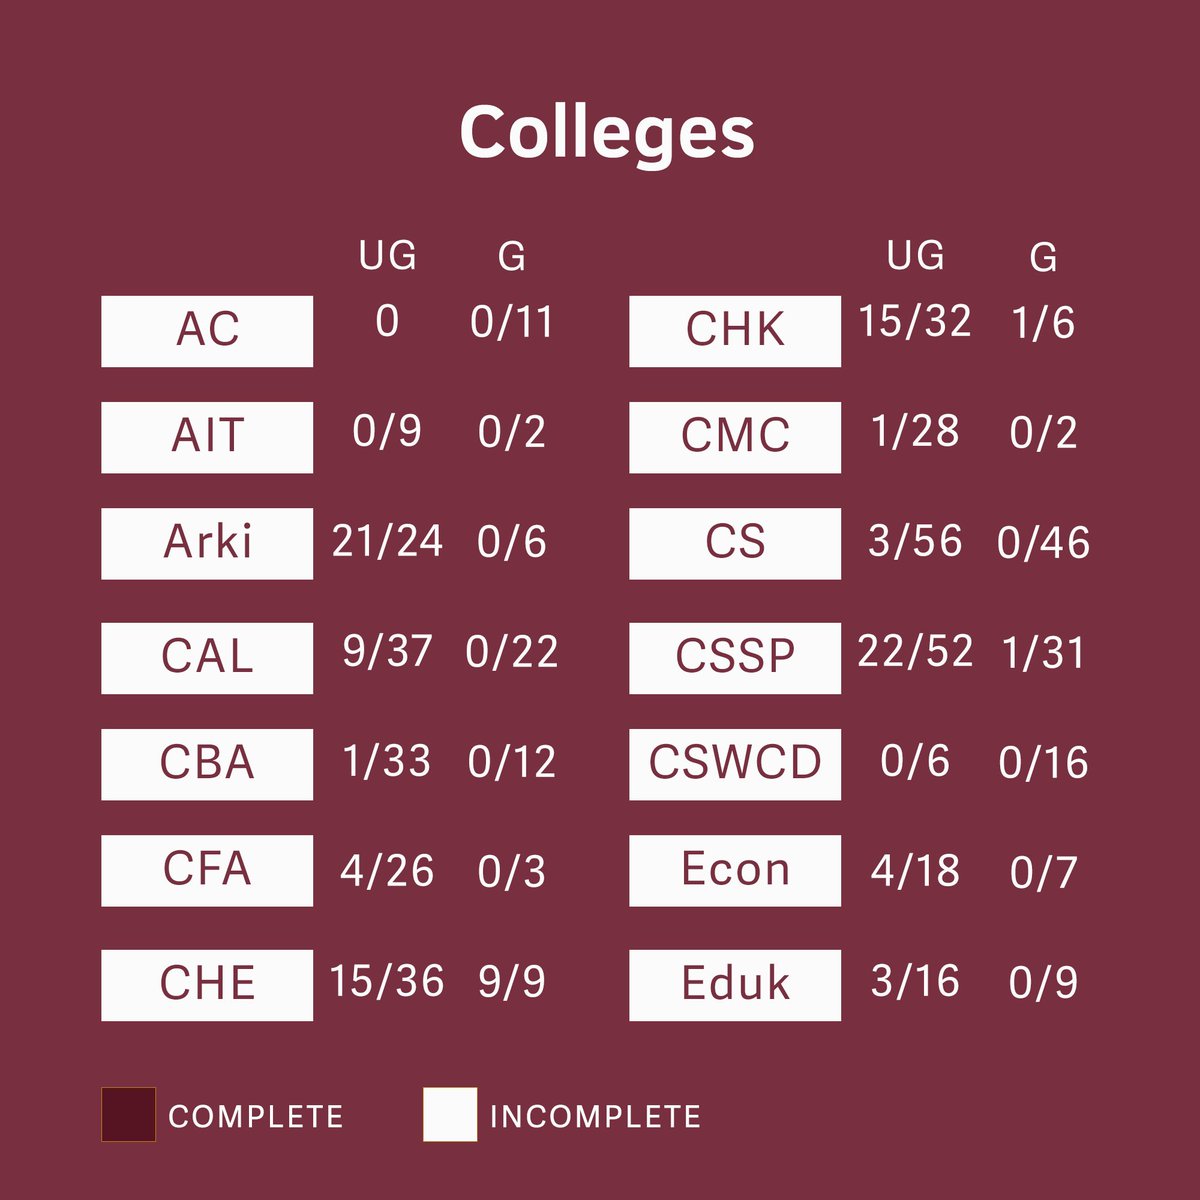 Colleges
UG G UG G
AC 0 0/11 CHK 15/32 1/6
AIT 0/9 0/2 CMC 1/28 0/2
Arki 21/24 0/6 CS 3/56 0/46
CAL 9/37 0/22 CSSP 22/52 1/31
CBA 1/33 0/12 CSWCD 0/6 0/16
CFA 4/26 0/3 Econ 4/18 0/7
CHE 15/36 9/9 Eduk 3/16 0/9
COMPLETE INCOMPLETE